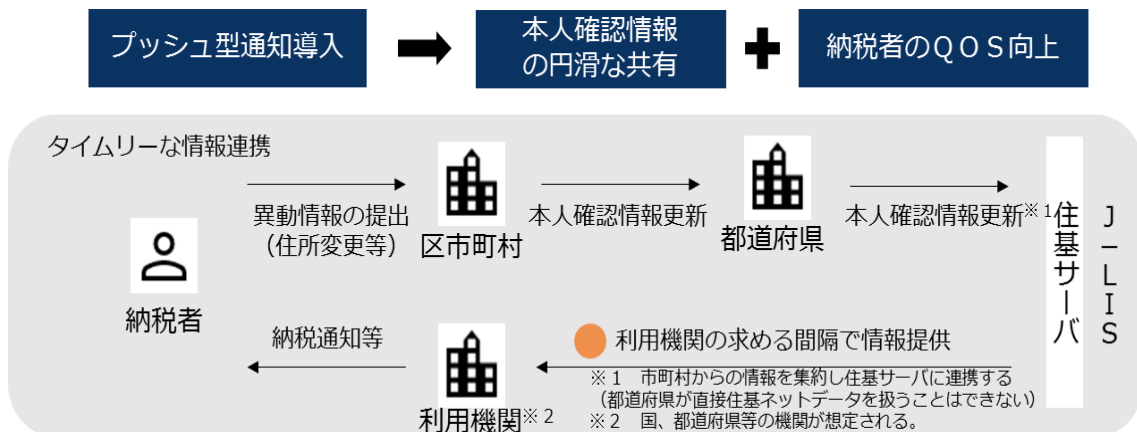 プッシュ型通知導入
本人確認情報
の円滑な共有
納税者のＱＯＳ向上
タイムリーな情報連携
異動情報の提出
（住所変更等）
区市町村
本人確認情報更新
都道府県
本人確認情報更新※１
住基サーバ
Ｊ－ＬＩＳ
納税者
納税通知等
利用機関※２
利用機関の求める間隔で情報提供
※１　市町村からの情報を集約し住基サーバに連携する
（都道府県が直接住基ネットデータを扱うことはできない）
※２　国、都道府県等の機関が想定される。